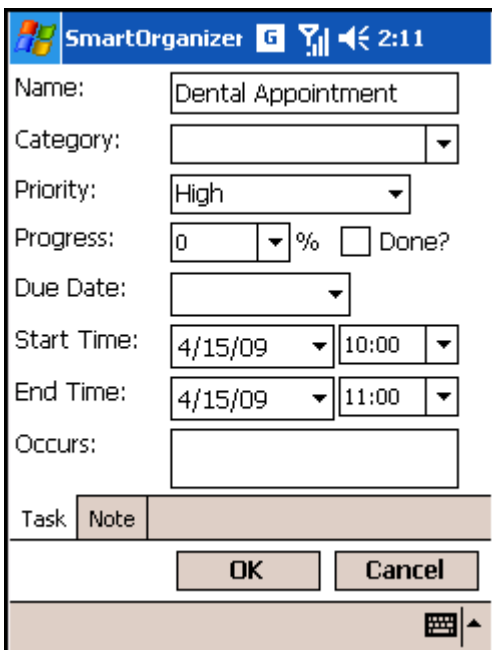 SmartOrganizer G 2:11
Name: Dental Appointment
Category:
Priority: High
Progress: 0 % Done?
Due Date:
Start Time: 4/15/09 10:00
End Time: 4/15/09 11:00
Occurs:
Task Note
OK Cancel